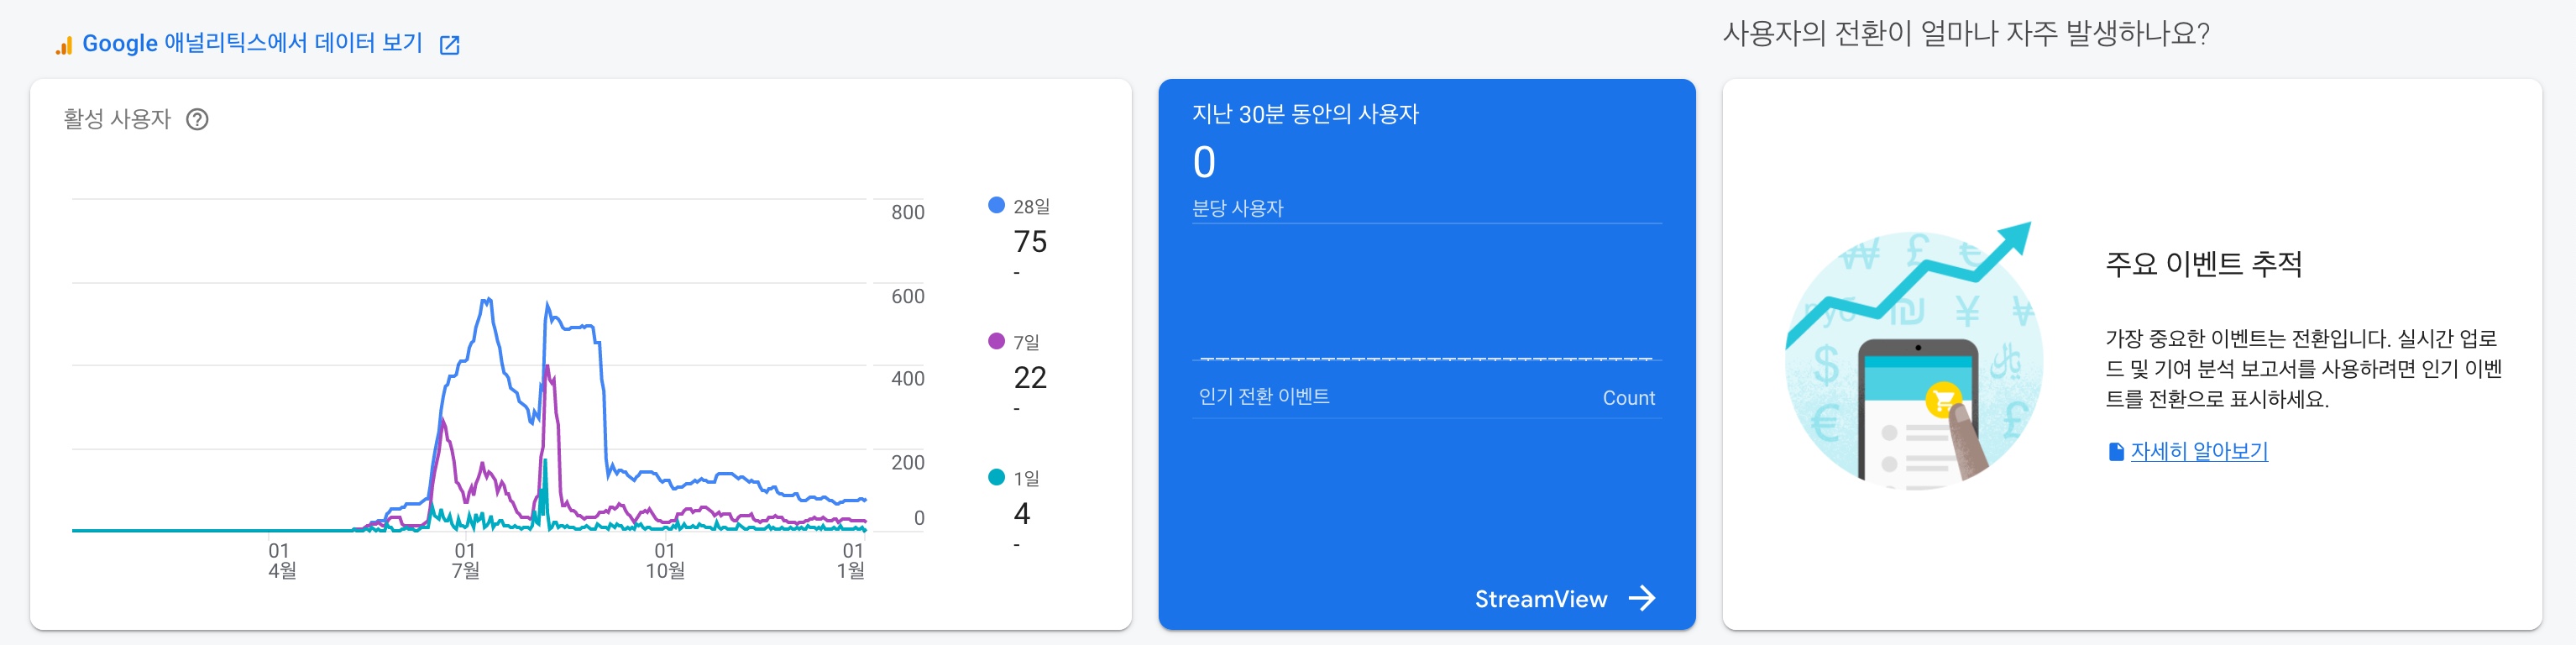 Google 애널리틱스에서 데이터 보기
활성 사용자
800
600
400
200
0
01
4월
01
7월
01
10월
01
1월
28일
75
-
7일
22
-
1일
4
-
지난 30분 동안의 사용자
0
분당 사용자
인기 전환 이벤트 Count
StreamView
사용자의 전환이 얼마나 자주 발생하나요?
주요 이벤트 추적
가장 중요한 이벤트는 전환입니다. 실시간 업로
드 및 기여 분석 보고서를 사용하려면 인기 이벤
트를 전환으로 표시하세요.
자세히 알아보기